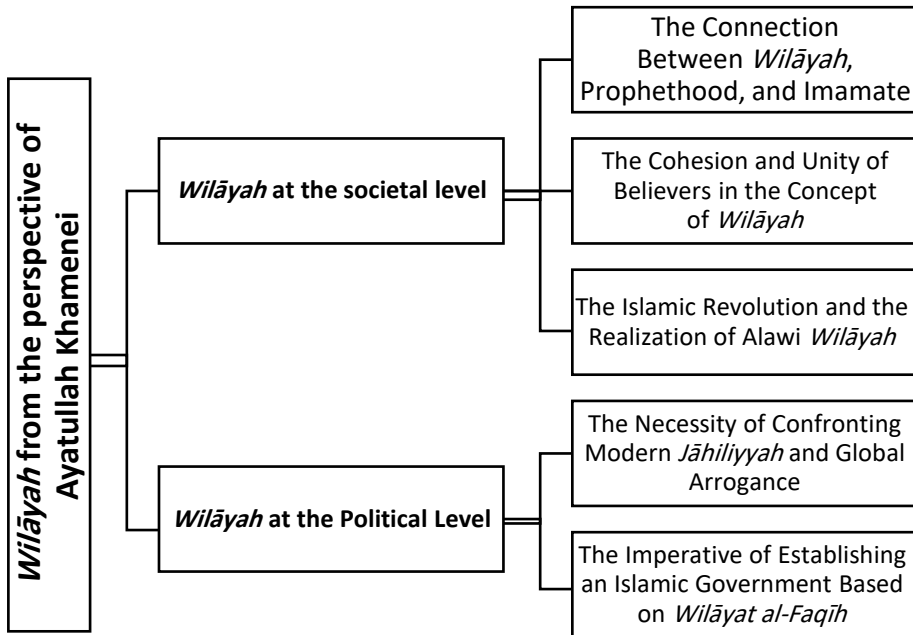 Wilāyah from the perspective of
Ayatullah Khamenei
Wilāyah at the societal level
The Connection
Between Wilāyah,
Prophethood, and Imamate
The Cohesion and Unity of
Believers in the Concept
of Wilāyah
The Islamic Revolution and the
Realization of Alawi Wilāyah
Wilāyah at the Political Level
The Necessity of Confronting
Modern Jāhiliyyah and Global
Arrogance
The Imperative of Establishing
an Islamic Government Based
on Wilāyat al-Faqīh